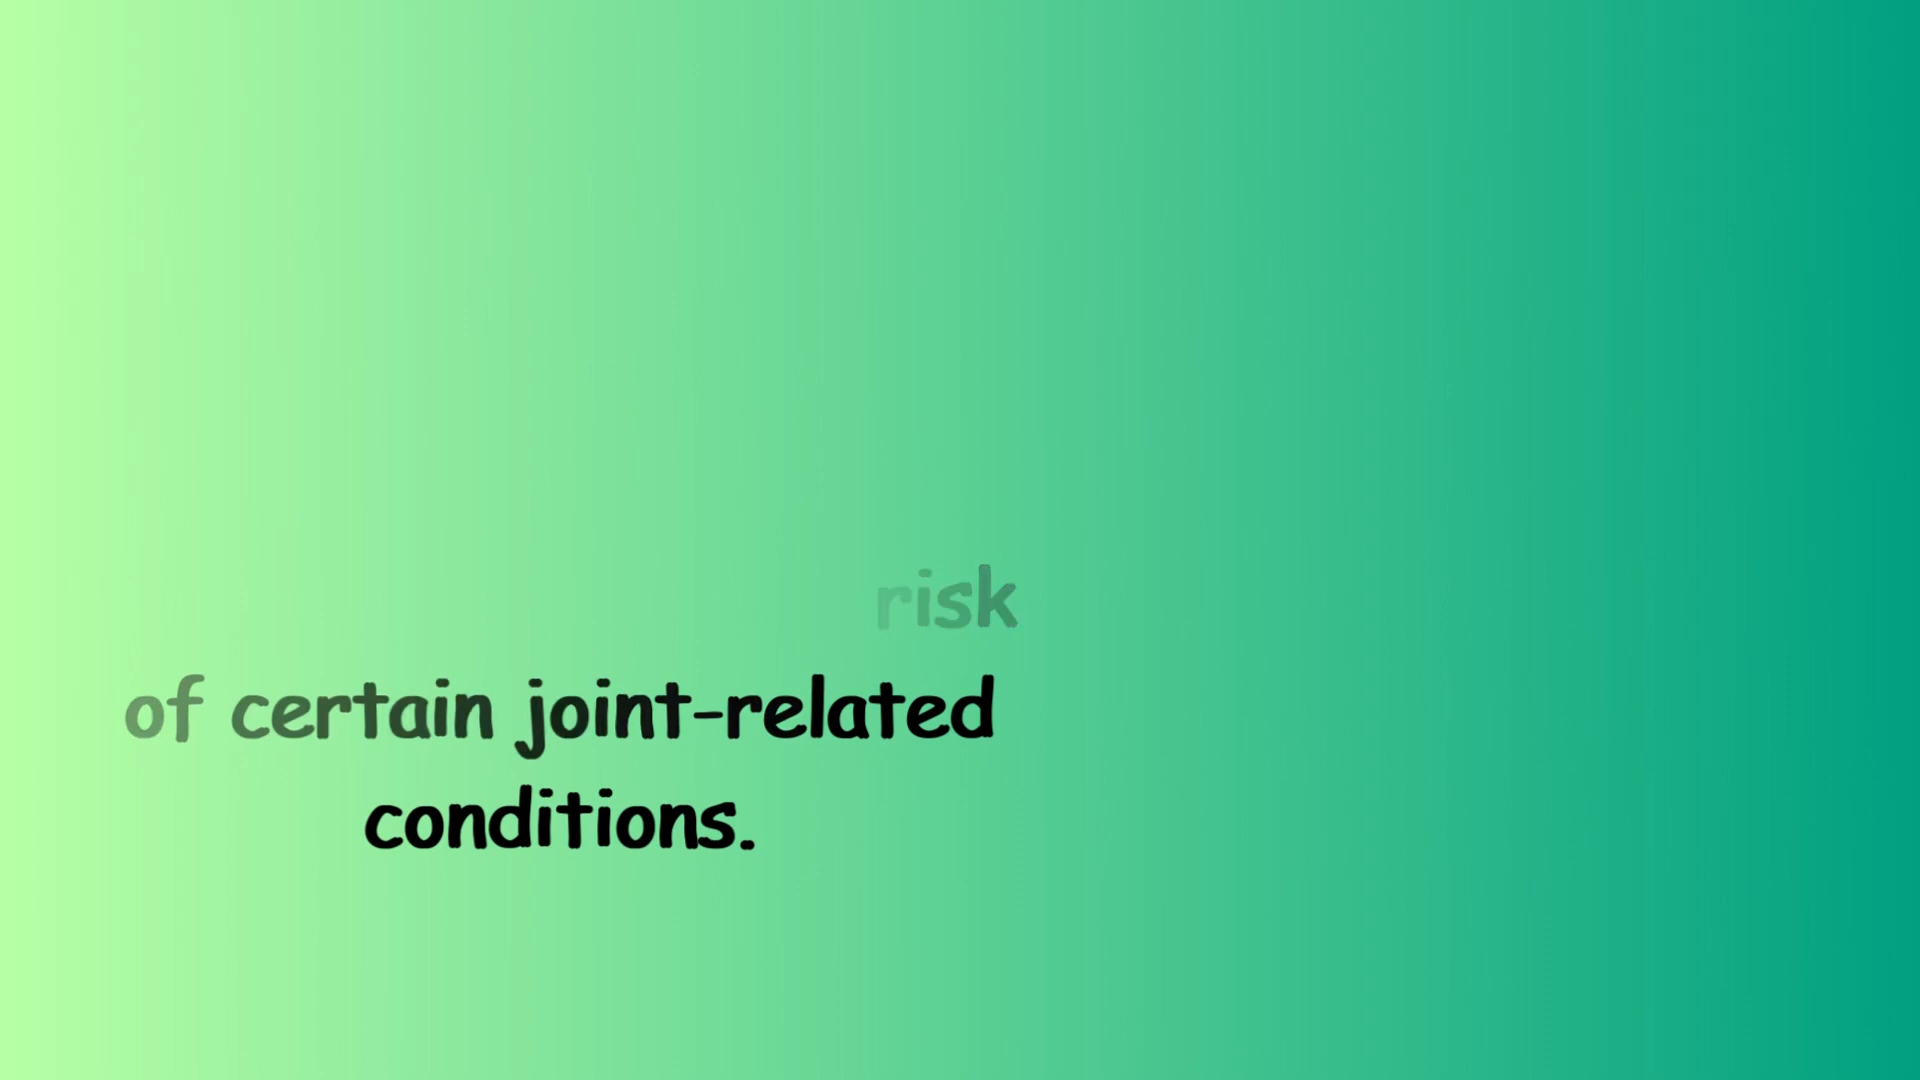 risk
of certain joint-related
conditions.